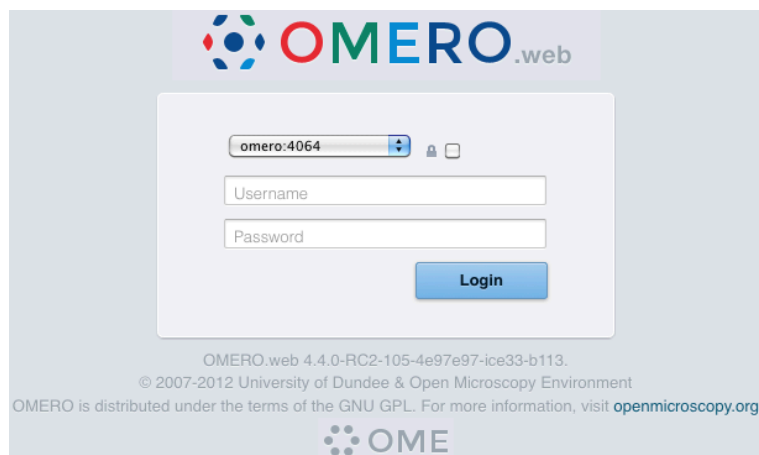 OMERO.web
omero:4064
Username
Password
Login
OMERO.web 4.4.0-RC2-105-4e97e97-ice33-b113.
© 2007-2012 University of Dundee & Open Microscopy Environment
OMERO is distributed under the terms of the GNU GPL. For more information, visit openmicroscopy.org
OME